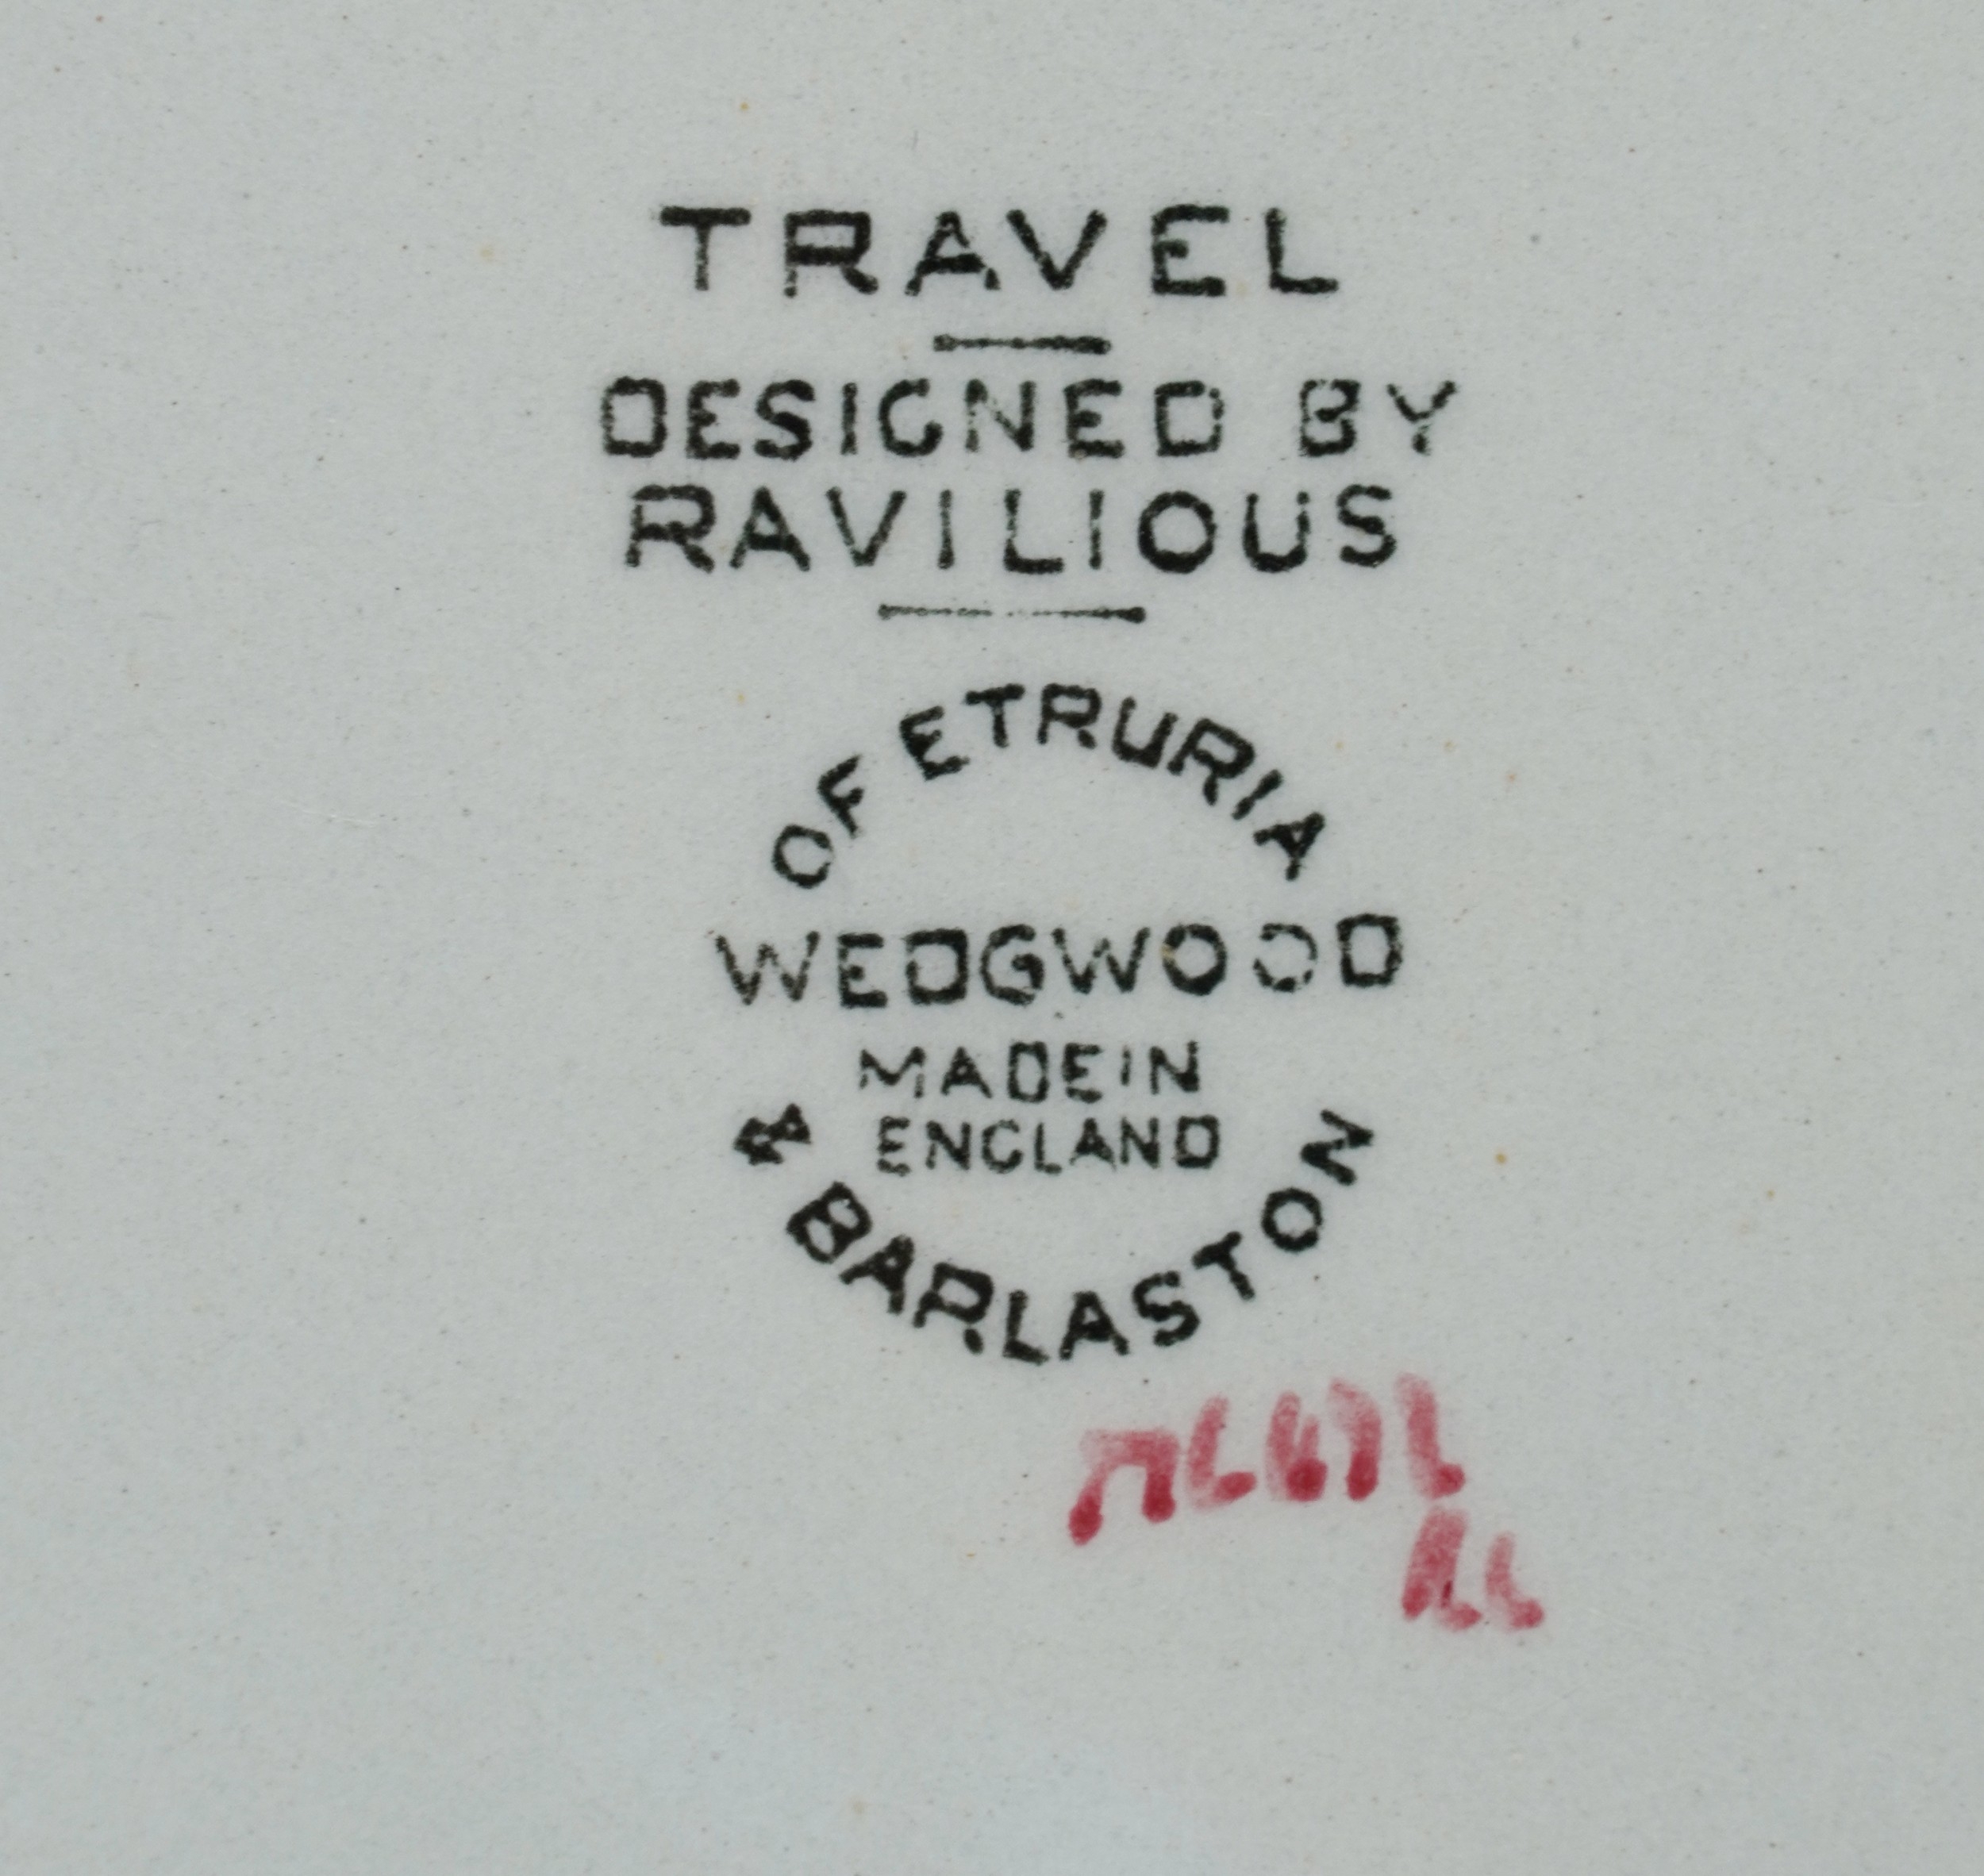 TRAVEL
DESIGNED BY
RAVILIOUS
OF ETRURIA
WEDGWOOD
MADE IN
ENGLAND
& BARLASTON